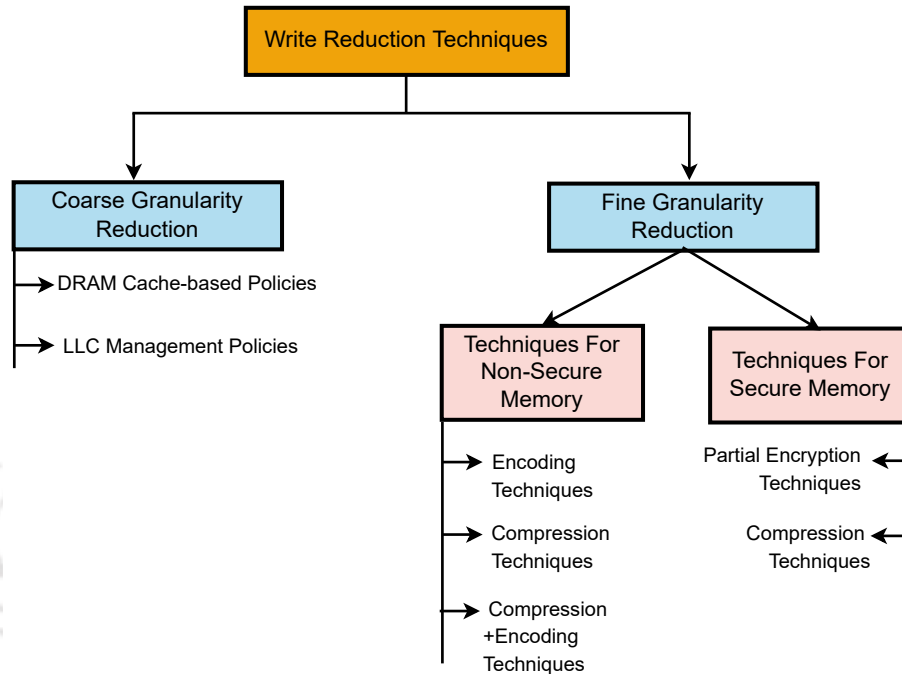 Write Reduction Techniques
Coarse Granularity
Reduction
DRAM Cache-based Policies
LLC Management Policies
Fine Granularity
Reduction
Techniques For
Non-Secure
Memory
Encoding
Techniques
Compression
Techniques
Compression
+Encoding
Techniques
Techniques For
Secure Memory
Partial Encryption
Techniques
Compression
Techniques